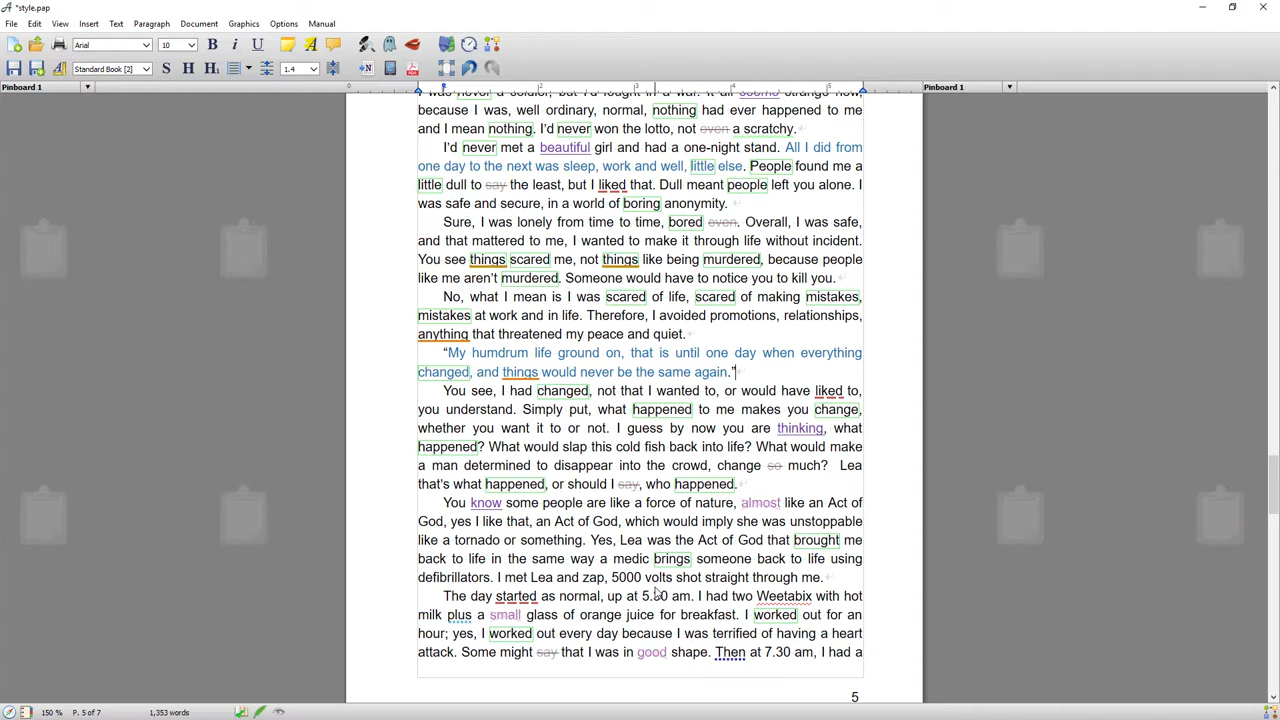 *style.pap
File Edit View Insert Text Paragraph Document Graphics Options Manual
Arial 10 B i U A
Standard Book [2] S H H1 1.4 N
Pinboard 1 0 2 3 4 5 Pinboard 1
because I was, well ordinary, normal, nothing had ever happened to me
and I mean nothing. I'd never won the lotto, not even a scratchy.
I'd never met a beautiful girl and had a one-night stand. All I did from
one day to the next was sleep, work and well, little else. People found me a
little dull to say the least, but I liked that. Dull meant people left you alone. I
was safe and secure, in a world of boring anonymity.
Sure, I was lonely from time to time, bored even. Overall, I was safe,
and that mattered to me, I wanted to make it through life without incident.
You see things scared me, not things like being murdered, because people
like me aren't murdered. Someone would have to notice you to kill you.
No, what I mean is I was scared of life, scared of making mistakes,
mistakes at work and in life. Therefore, I avoided promotions, relationships,
anything that threatened my peace and quiet.
“My humdrum life ground on, that is until one day when everything
changed, and things would never be the same again.”
You see, I had changed, not that I wanted to, or would have liked to,
you understand. Simply put, what happened to me makes you change,
whether you want it to or not. I guess by now you are thinking, what
happened? What would slap this cold fish back into life? What would make
a man determined to disappear into the crowd, change so much? Lea
that's what happened, or should I say, who happened.
You know some people are like a force of nature, almost like an Act of
God, yes I like that, an Act of God, which would imply she was unstoppable
like a tornado or something. Yes, Lea was the Act of God that brought me
back to life in the same way a medic brings someone back to life using
defibrillators. I met Lea and zap, 5000 volts shot straight through me.
The day started as normal, up at 5.30 am. I had two Weetabix with hot
milk plus a small glass of orange juice for breakfast. I worked out for an
hour; yes, I worked out every day because I was terrified of having a heart
attack. Some might say that I was in good shape. Then at 7.30 am, I had a
5
150 % P. 5 of 7 1,353 words